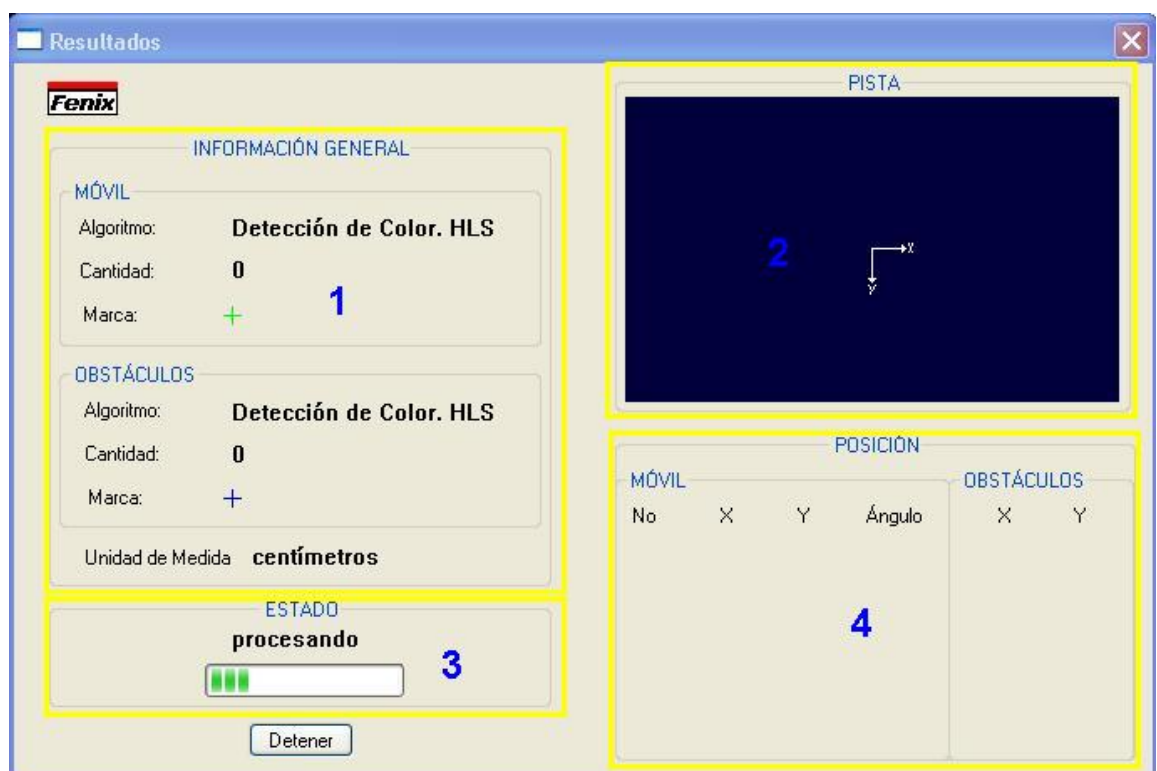 Resultados
Fenix
INFORMACIÓN GENERAL
MÓVIL
Algoritmo: Detección de Color. HLS
Cantidad: 0
Marca: +
1
OBSTÁCULOS
Algoritmo: Detección de Color. HLS
Cantidad: 0
Marca: +
Unidad de Medida centímetros
ESTADO
procesando
3
Detener
PISTA
2
X
Y
POSICIÓN
MÓVIL OBSTÁCULOS
No X Y Ángulo X Y
4